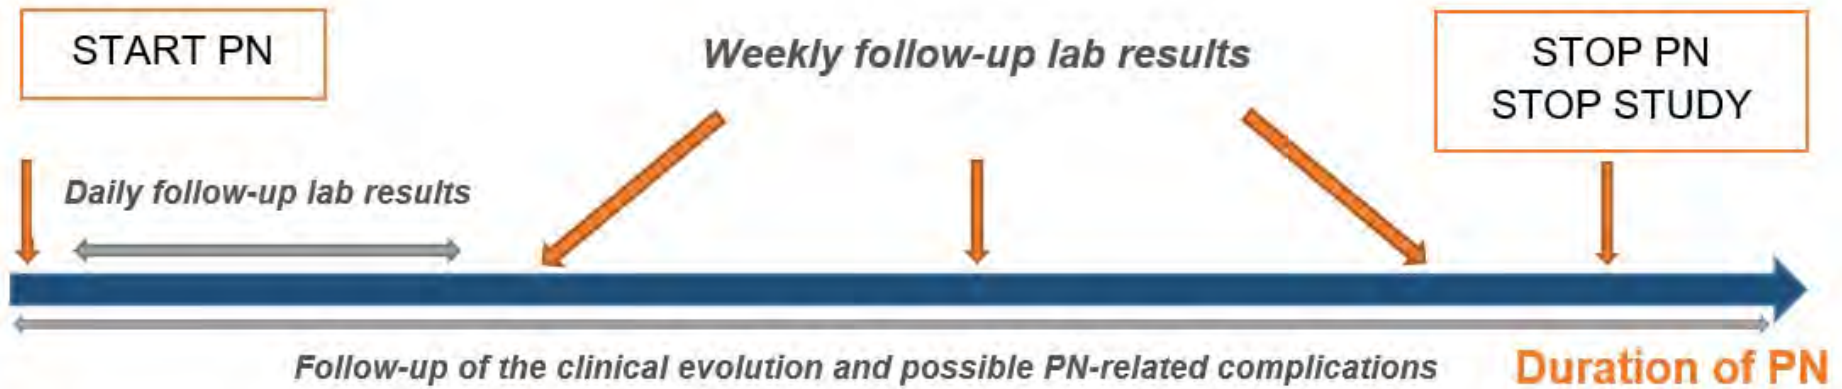 START PN
Weekly follow-up lab results
STOP PN
STOP STUDY
Daily follow-up lab results
Follow-up of the clinical evolution and possible PN-related complications
Duration of PN